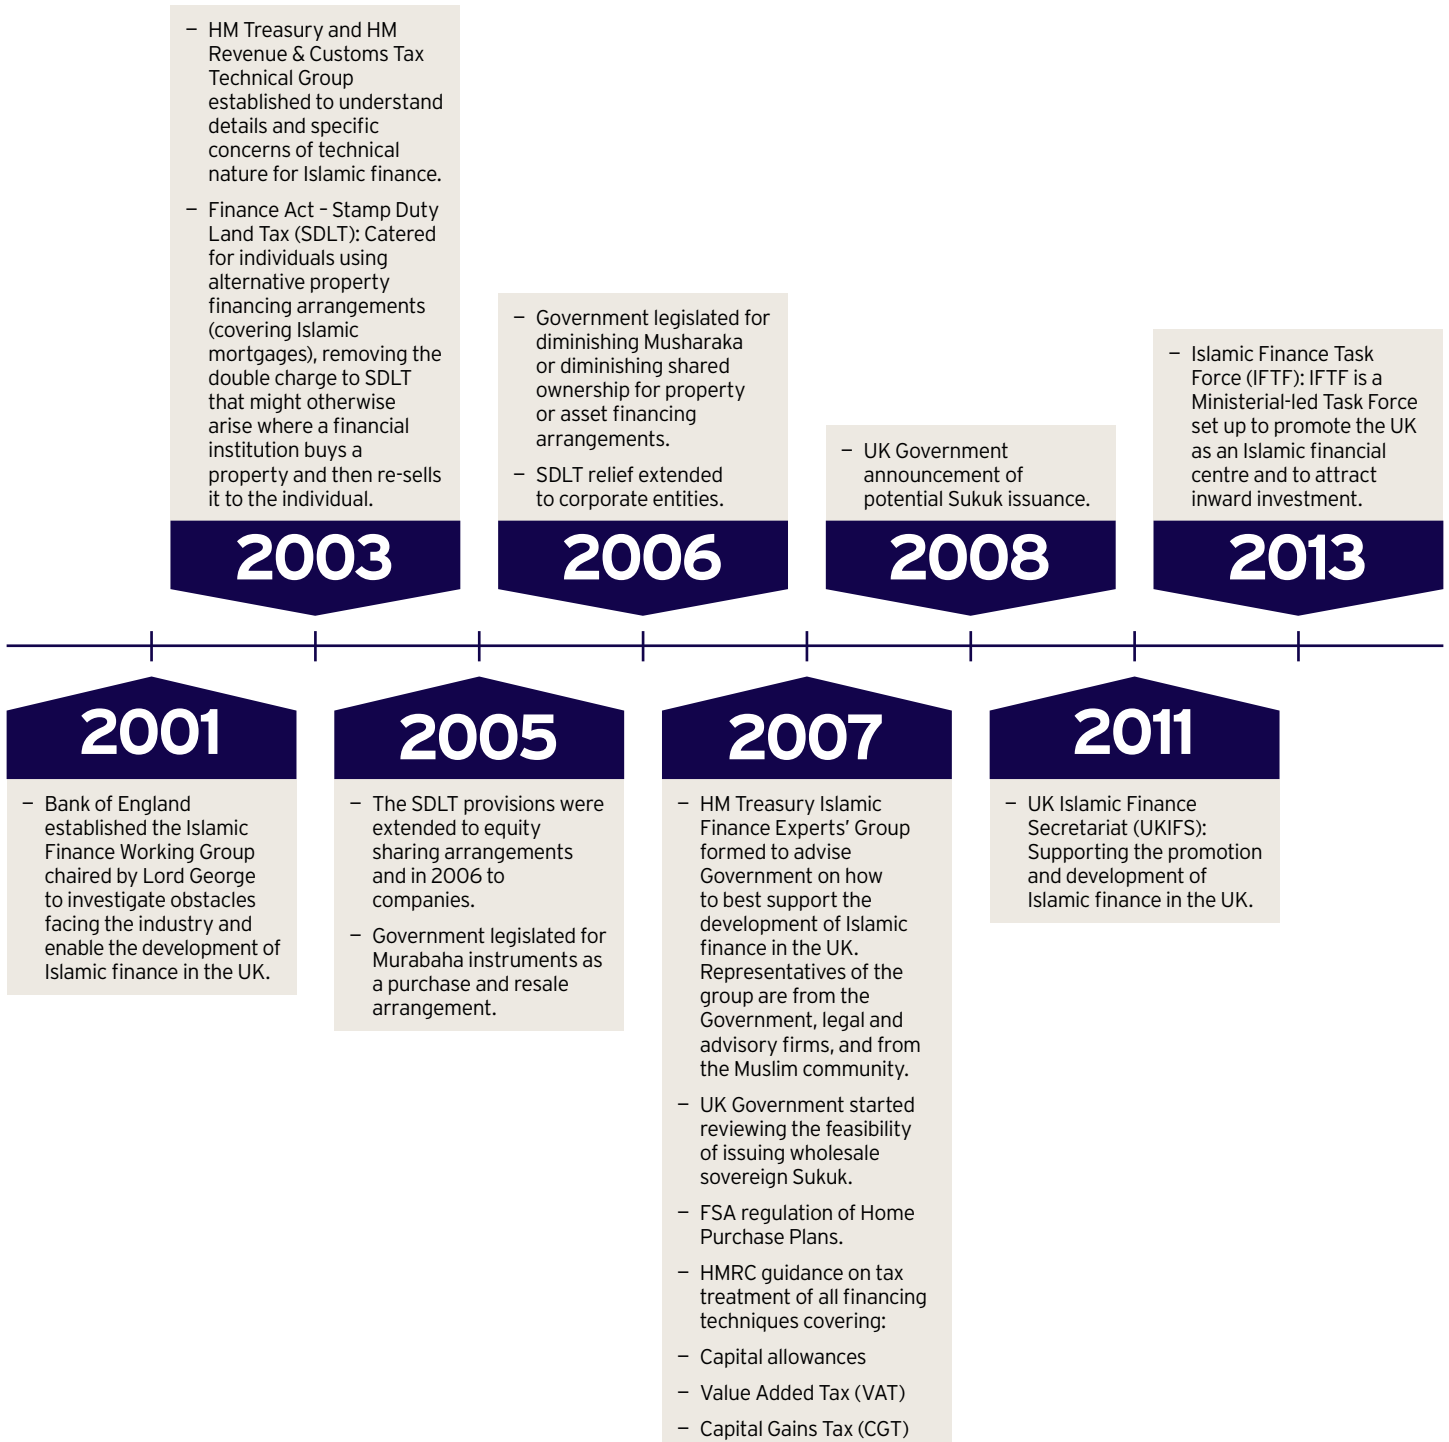 – HM Treasury and HM
Revenue & Customs Tax
Technical Group
established to understand
details and specific
concerns of technical
nature for Islamic finance.
– Finance Act – Stamp Duty
Land Tax (SDLT): Catered
for individuals using
alternative property
financing arrangements
(covering Islamic
mortgages), removing the
double charge to SDLT
that might otherwise
arise where a financial
institution buys a
property and then re-sells
it to the individual.
2003
– Government legislated for
diminishing Musharaka
or diminishing shared
ownership for property
or asset financing
arrangements.
– SDLT relief extended
to corporate entities.
2006
– UK Government
announcement of
potential Sukuk issuance.
2008
– Islamic Finance Task
Force (IFTF): IFTF is a
Ministerial-led Task Force
set up to promote the UK
as an Islamic financial
centre and to attract
inward investment.
2013
2001
– Bank of England
established the Islamic
Finance Working Group
chaired by Lord George
to investigate obstacles
facing the industry and
enable the development of
Islamic finance in the UK.
2005
– The SDLT provisions were
extended to equity
sharing arrangements
and in 2006 to
companies.
– Government legislated for
Murabaha instruments as
a purchase and resale
arrangement.
2007
– HM Treasury Islamic
Finance Experts’ Group
formed to advise
Government on how
to best support the
development of Islamic
finance in the UK.
Representatives of the
group are from the
Government, legal and
advisory firms, and from
the Muslim community.
– UK Government started
reviewing the feasibility
of issuing wholesale
sovereign Sukuk.
– FSA regulation of Home
Purchase Plans.
– HMRC guidance on tax
treatment of all financing
techniques covering:
– Capital allowances
– Value Added Tax (VAT)
– Capital Gains Tax (CGT)
2011
– UK Islamic Finance
Secretariat (UKIFS):
Supporting the promotion
and development of
Islamic finance in the UK.